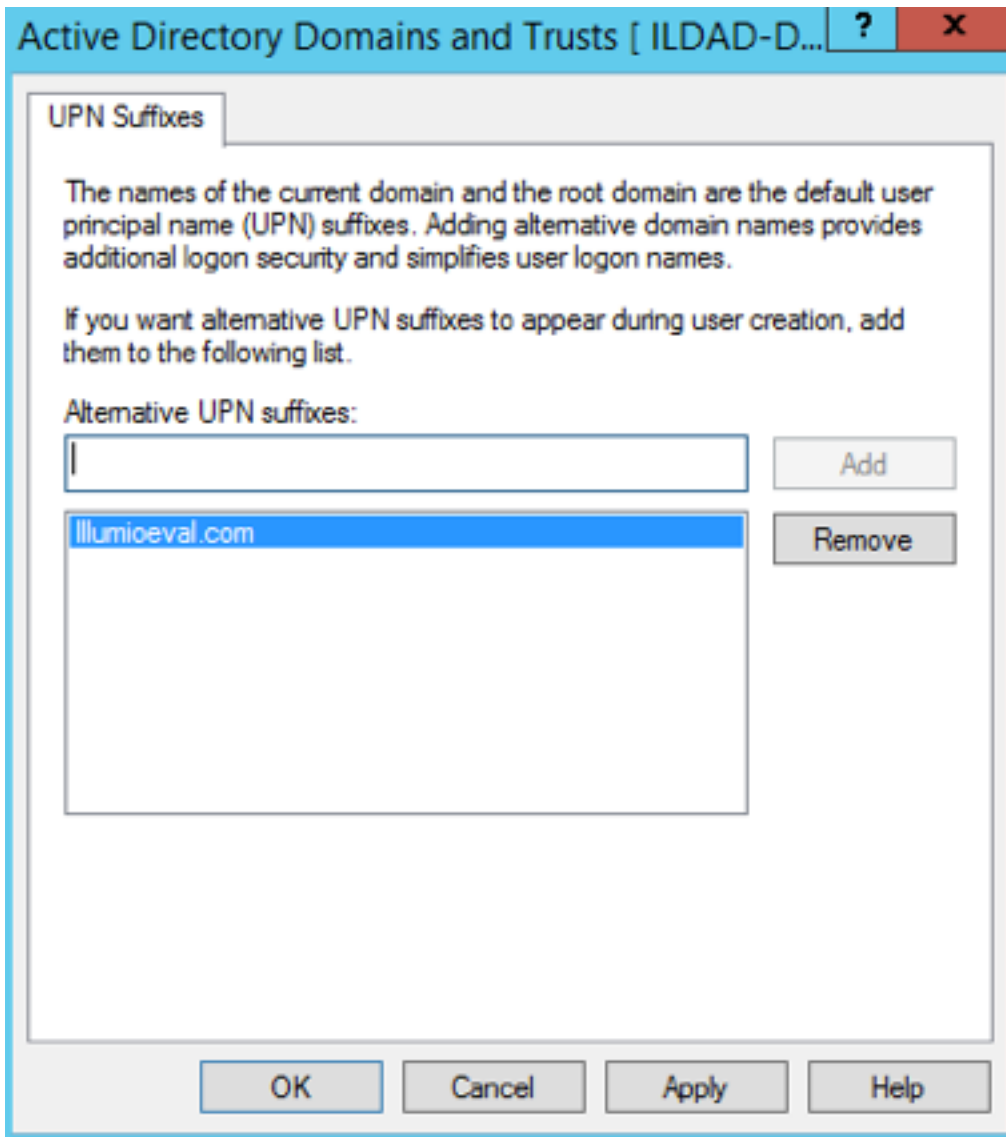 Active Directory Domains and Trusts [ ILDAD-D... ? x
UPN Suffixes
The names of the current domain and the root domain are the default user
principal name (UPN) suffixes. Adding alternative domain names provides
additional logon security and simplifies user logon names.
If you want alternative UPN suffixes to appear during user creation, add
them to the following list.
Alternative UPN suffixes:
Add
Illumioeval.com
Remove
OK Cancel Apply Help